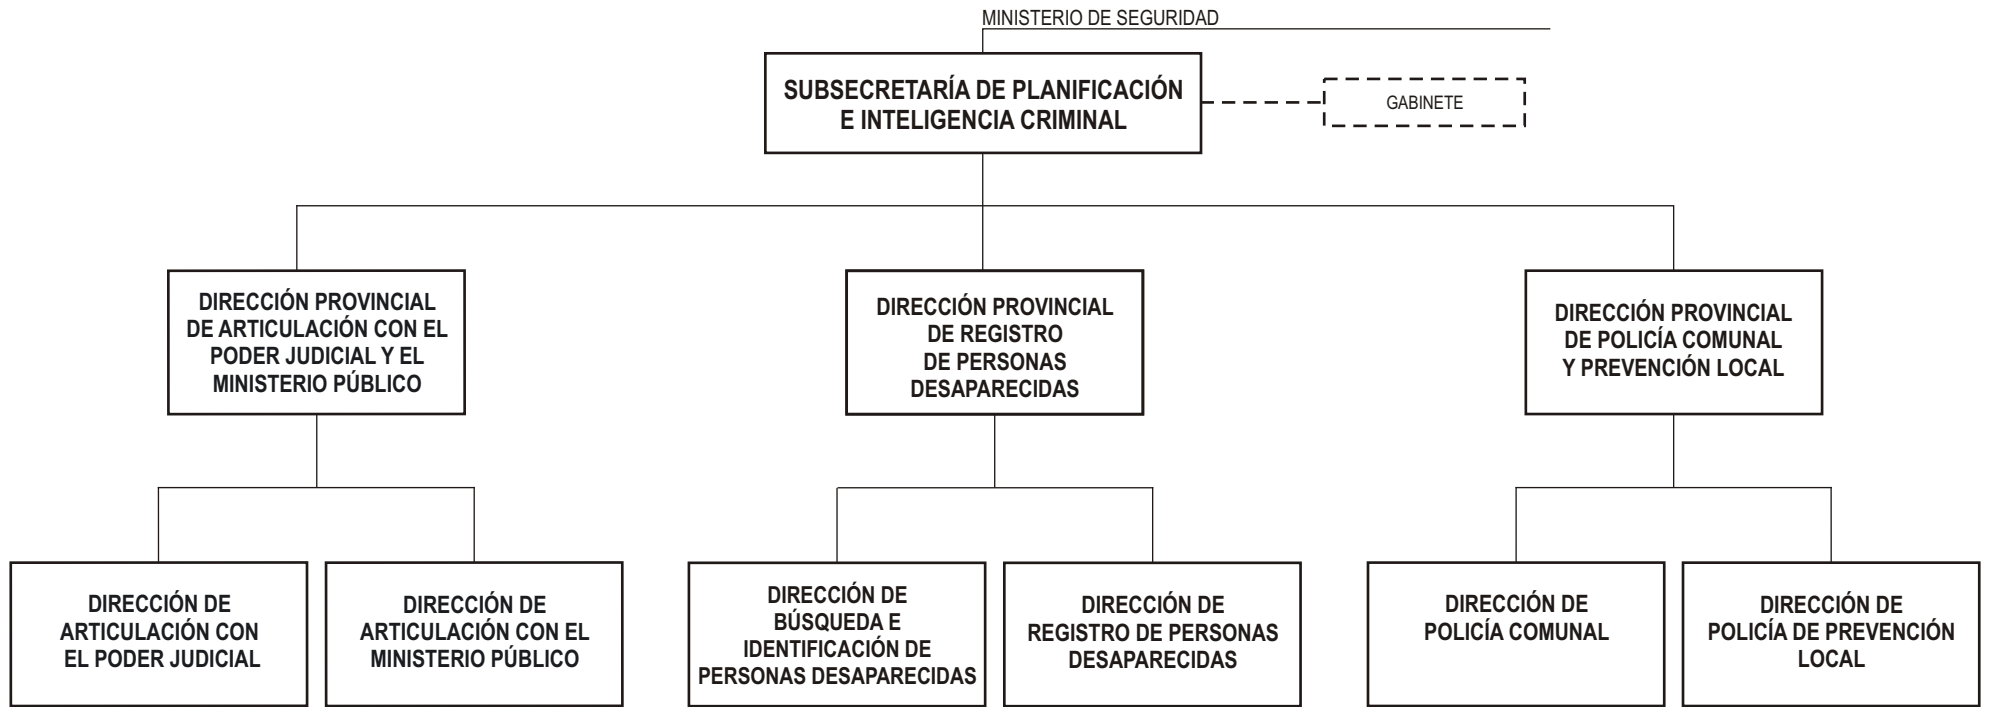 MINISTERIO DE SEGURIDAD
SUBSECRETARÍA DE PLANIFICACIÓN
E INTELIGENCIA CRIMINAL
GABINETE
DIRECCIÓN PROVINCIAL
DE ARTICULACIÓN CON EL
PODER JUDICIAL Y EL
MINISTERIO PÚBLICO
DIRECCIÓN PROVINCIAL
DE REGISTRO
DE PERSONAS
DESAPARECIDAS
DIRECCIÓN PROVINCIAL
DE POLICÍA COMUNAL
Y PREVENCIÓN LOCAL
DIRECCIÓN DE
ARTICULACIÓN CON
EL PODER JUDICIAL
DIRECCIÓN DE
ARTICULACIÓN CON EL
MINISTERIO PÚBLICO
DIRECCIÓN DE
BÚSQUEDA E
IDENTIFICACIÓN DE
PERSONAS DESAPARECIDAS
DIRECCIÓN DE
REGISTRO DE PERSONAS
DESAPARECIDAS
DIRECCIÓN DE
POLICÍA COMUNAL
DIRECCIÓN DE
POLICÍA DE PREVENCIÓN
LOCAL